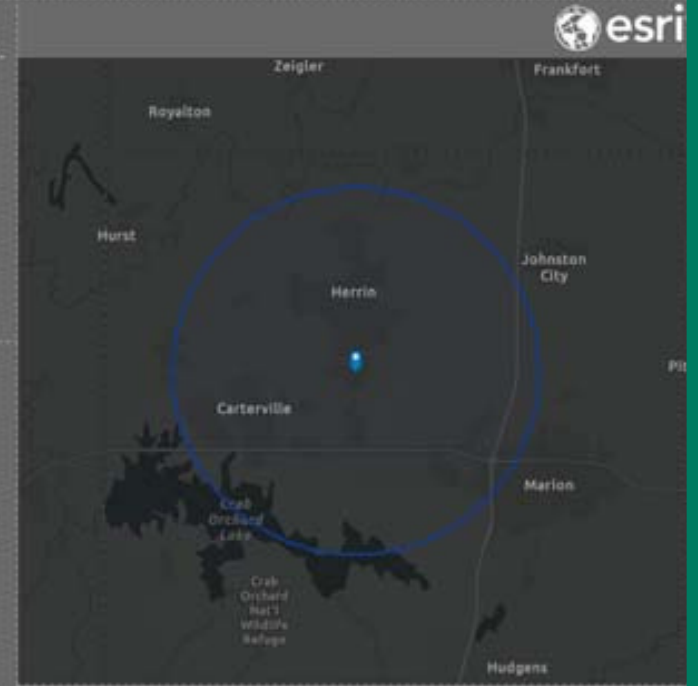 esri
Zeigler
Frankfort
Royalton
Hurst
Johnston
City
Herrin
Carterville
Marion
Crab
Orchard
Lake
Crab
Orchard
Nat'l
Wildlife
Refuge
Hudgens